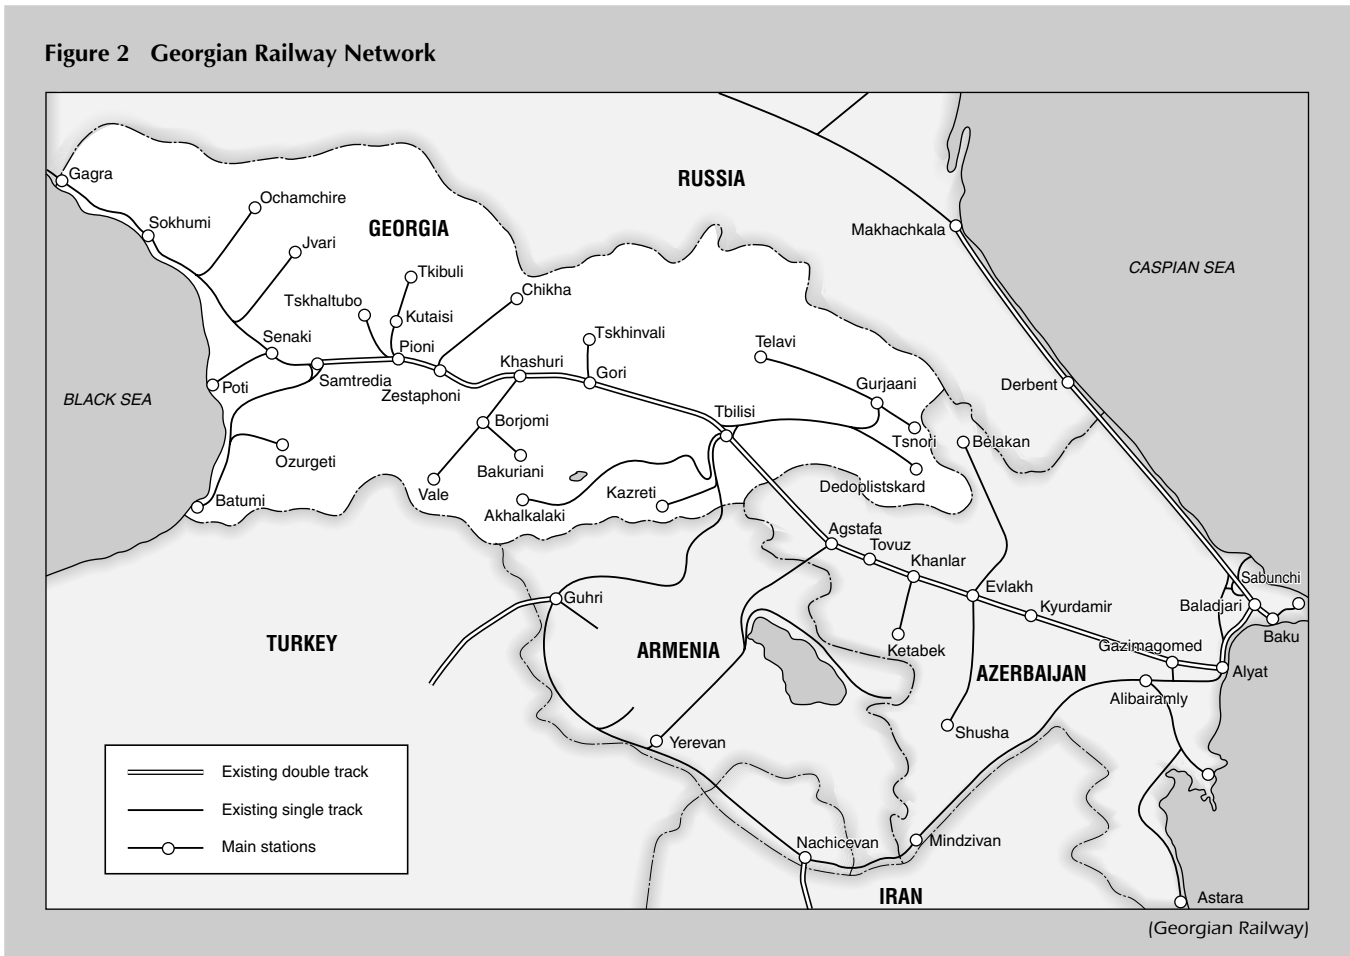 Figure 2 Georgian Railway Network
Gagra
Ochamchire
Sokhumi
GEORGIA
RUSSIA
Jvari
Makhachkala
CASPIAN SEA
Tkibuli
Chikha
Tskhaltubo
Kutaisi
Senaki
Pioni
Tskhinvali
Telavi
Khashuri
Gori
Samtredia
Poti
Zestaphoni
Gurjaani
Derbent
BLACK SEA
Tbilisi
Borjomi
Tsnori
Belakan
Ozurgeti
Bakuriani
Vale
Kazreti
Dedoplistskard
Batumi
Akhalkalaki
Agstafa
Tovuz
Khanlar
Sabunchi
Evlakh
Guhri
Kyurdamir
Baladjari
Baku
TURKEY
ARMENIA
Ketabek
Gazimagomed
AZERBAIJAN
Alyat
Alibairamly
Shusha
Yerevan
Existing double track
Existing single track
Main stations
Nachicevan
Mindzivan
IRAN
Astara
(Georgian Railway)